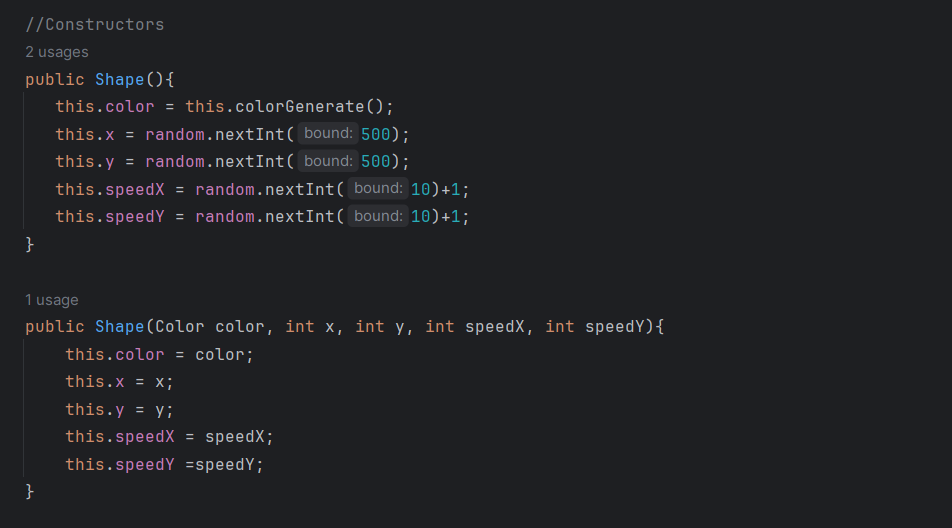 //Constructors
2 usages
public Shape(){
this.color = this.colorGenerate();
this.x = random.nextInt( bound: 500);
this.y = random.nextInt( bound: 500);
this.speedX = random.nextInt( bound: 10)+1;
this.speedY = random.nextInt( bound: 10)+1;
}
1 usage
public Shape(Color color, int x, int y, int speedX, int speedY){
this.color = color;
this.x = x;
this.y = y;
this.speedX = speedX;
this.speedY =speedY;
}